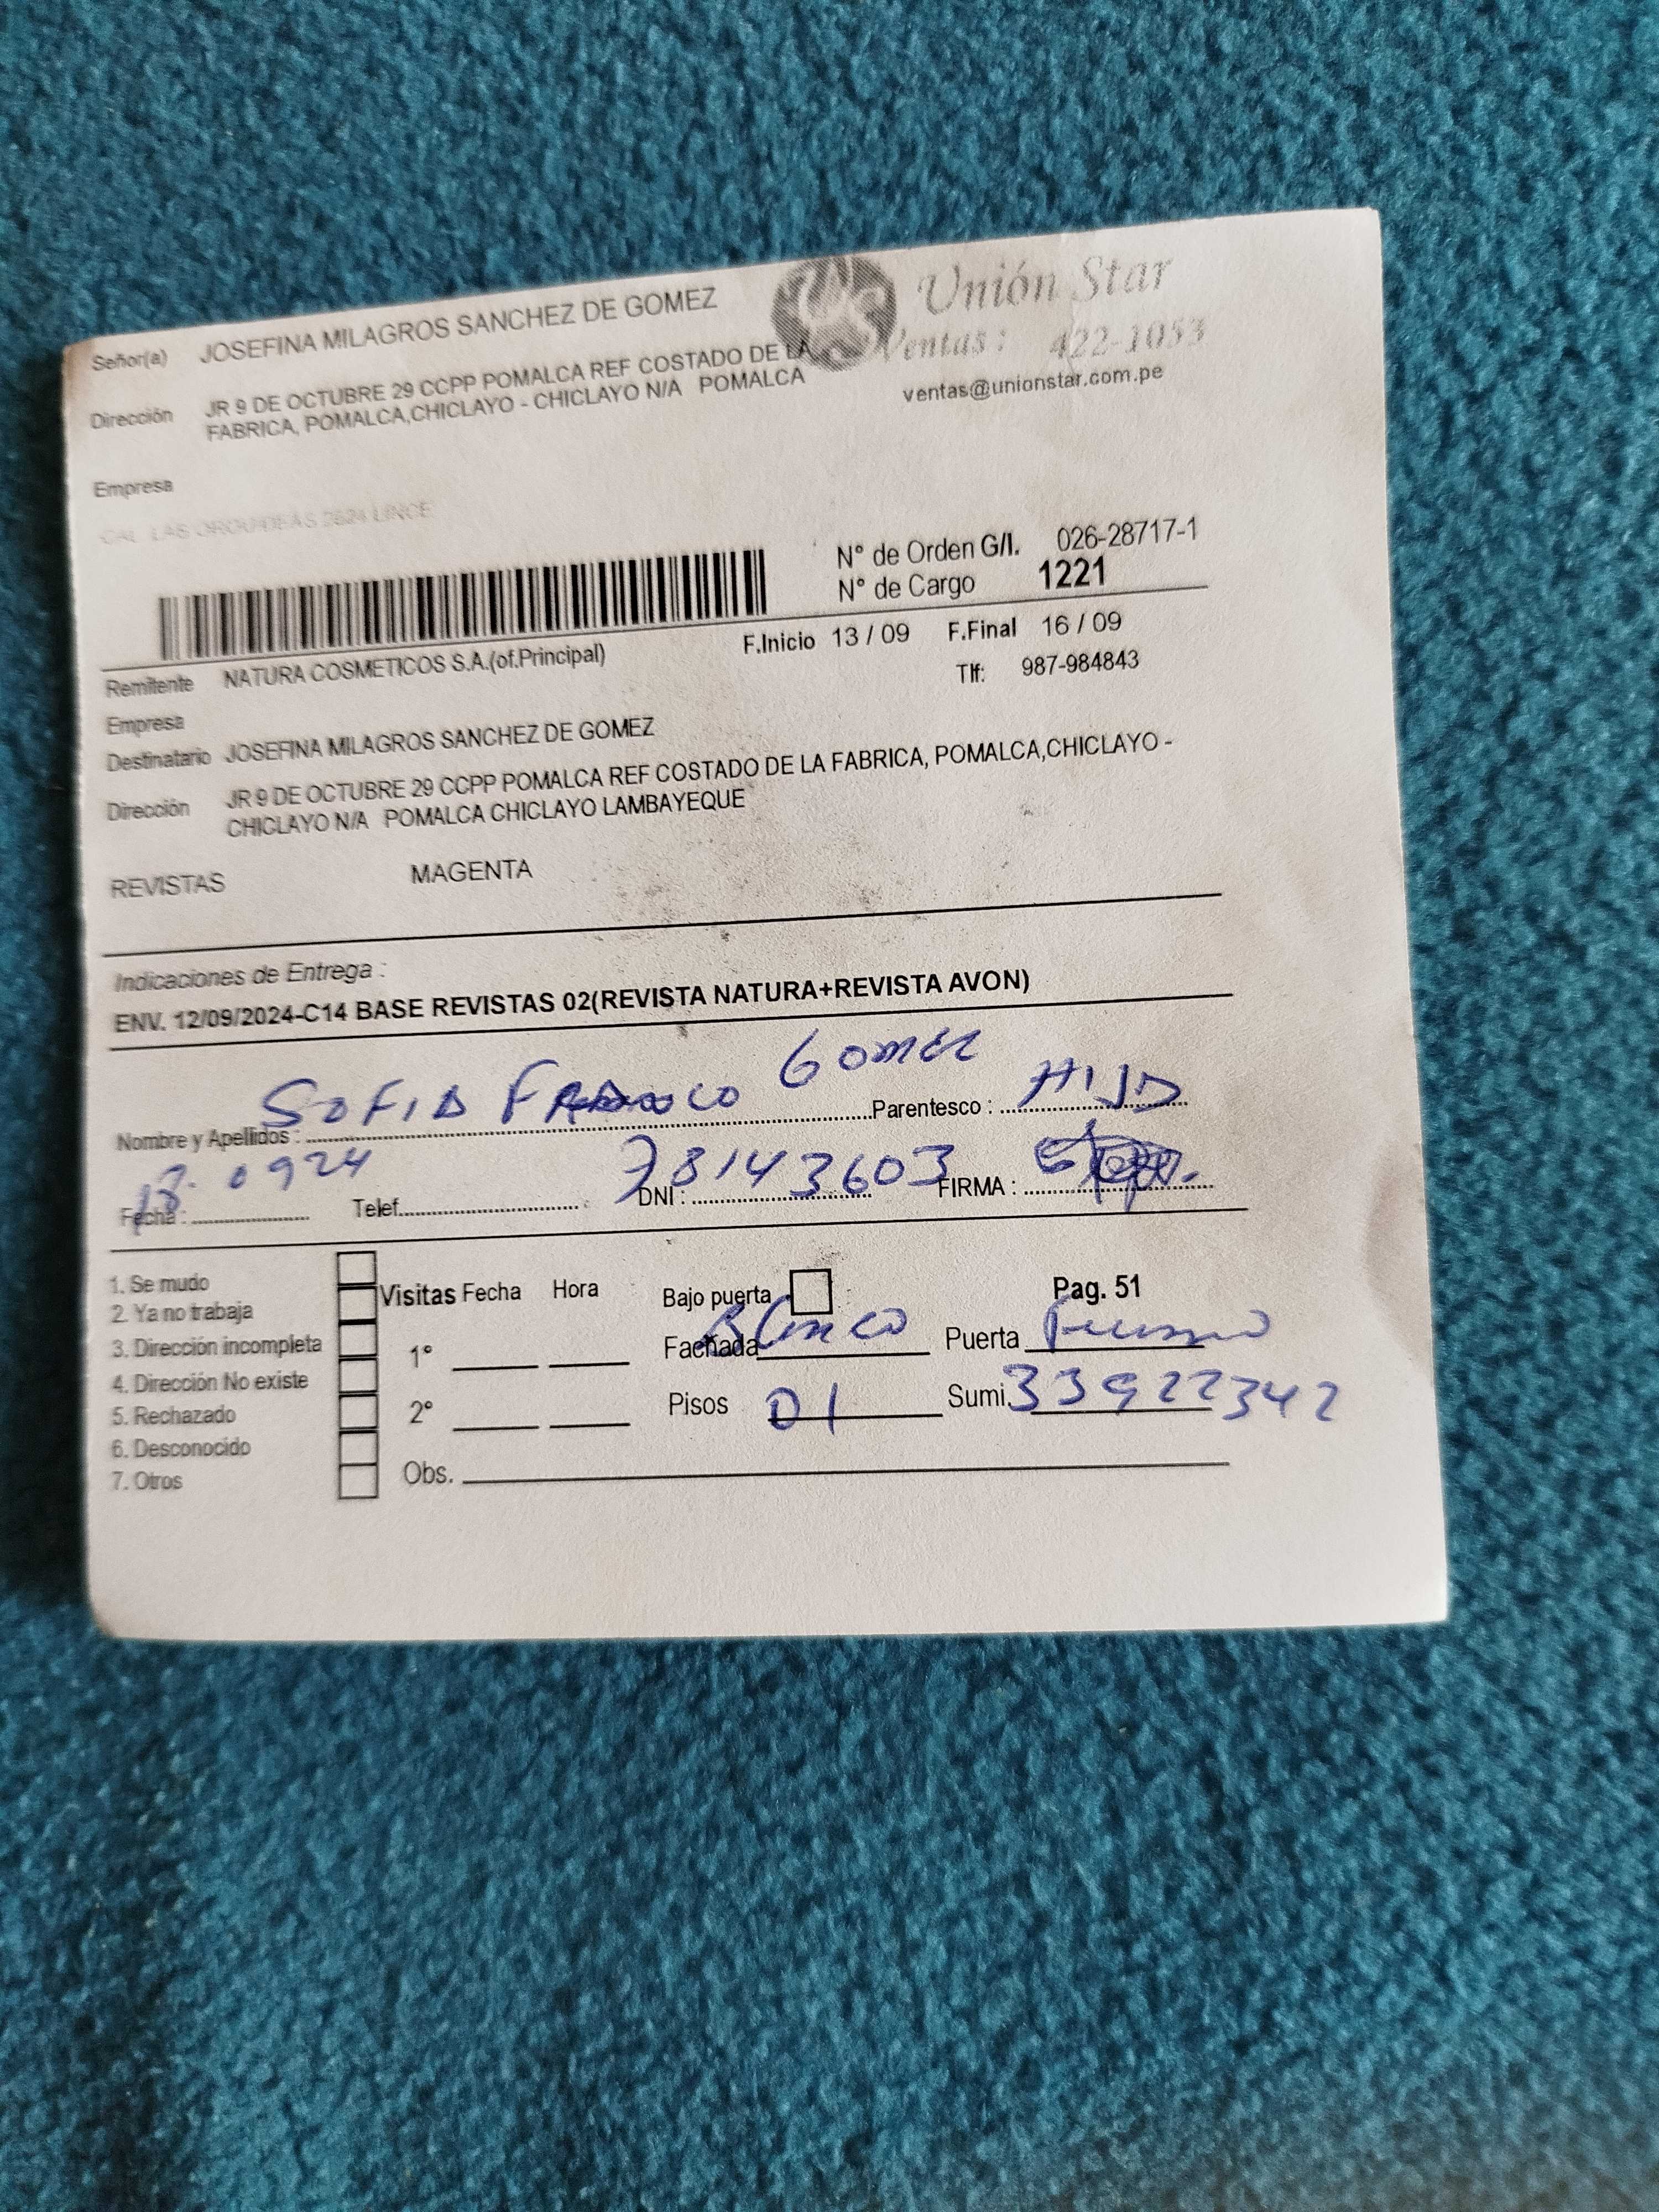 Señor(a) JOSEFINA MILAGROS SANCHEZ DE GOMEZ
Unión Star
Ventas : 422-1053
ventas@unionstar.com.pe
Dirección JR 9 DE OCTUBRE 29 CCPP POMALCA REF COSTADO DE LA
FABRICA, POMALCA,CHICLAYO - CHICLAYO N/A POMALCA
Empresa
CAL LAS ORQUIDEAS 2624 LINCE
N° de Orden G/I. 026-28717-1
N° de Cargo 1221
F.Inicio 13 / 09 F.Final 16 / 09
Remitente NATURA COSMETICOS S.A.(of.Principal)
Tlf: 987-984843
Empresa
Destinatario JOSEFINA MILAGROS SANCHEZ DE GOMEZ
Dirección JR 9 DE OCTUBRE 29 CCPP POMALCA REF COSTADO DE LA FABRICA, POMALCA,CHICLAYO -
CHICLAYO N/A POMALCA CHICLAYO LAMBAYEQUE
REVISTAS MAGENTA
Indicaciones de Entrega :
ENV. 12/09/2024-C14 BASE REVISTAS 02(REVISTA NATURA+REVISTA AVON)
Nombre y Apellidos : SOFIA Gomez Parentesco : HIJA
Fecha : 0924 Telef. DNI : 78143603 FIRMA :
1. Se mudo
2. Ya no trabaja
3. Dirección incompleta
4. Dirección No existe
5. Rechazado
6. Desconocido
7. Otros
Visitas Fecha Hora
1°
2°
Obs.
Bajo puerta Pag. 51
Fachada Blanco Puerta
Pisos 01 Sumi. 33922342